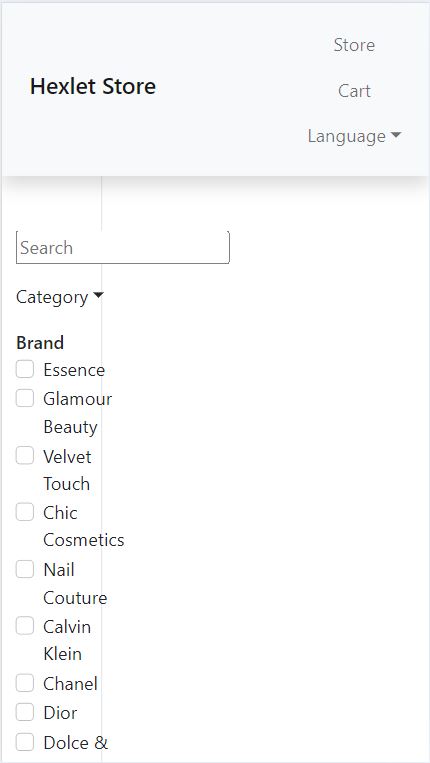 Store
Hexlet Store
Cart
Language
Search
Category
Brand
Essence
Glamour
Beauty
Velvet
Touch
Chic
Cosmetics
Nail
Couture
Calvin
Klein
Chanel
Dior
Dolce &